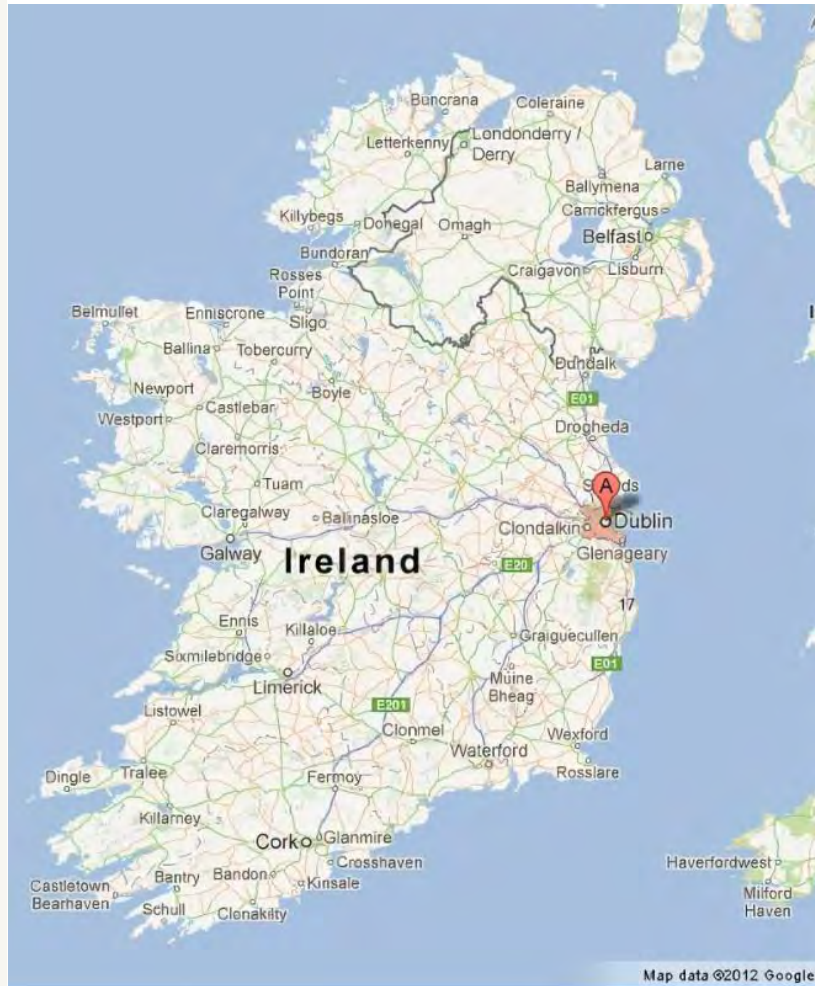 Buncrana
Coleraine
Londonderry /
Derry
Letterkenny
Larne
Ballymena
Carrickfergus
Killybegs
Donegal
Omagh
Belfast
Bundoran
Craigavon
Lisburn
Rosses
Point
Sligo
Belmullet
Enniscrone
Ballina
Tobercurry
Dundalk
Newport
Boyle
E01
Castlebar
Westport
Drogheda
Claremorris
Tuam
A
Claregalway
Ballinasloe
Clondalkin
Dublin
Galway
Glenageary
Ireland
E20
17
Ennis
Killaloe
Graiguecullen
Sixmilebridge
E01
Limerick
Muine
Bheag
E201
Listowel
Clonmel
Wexford
Waterford
Rosslare
Dingle
Tralee
Fermoy
Killarney
Cork
Glanmire
Crosshaven
Haverfordwest
Bantry
Bandon
Kinsale
Castletown
Bearhaven
Milford
Haven
Schull
Clonakilty
Map data ©2012 Google